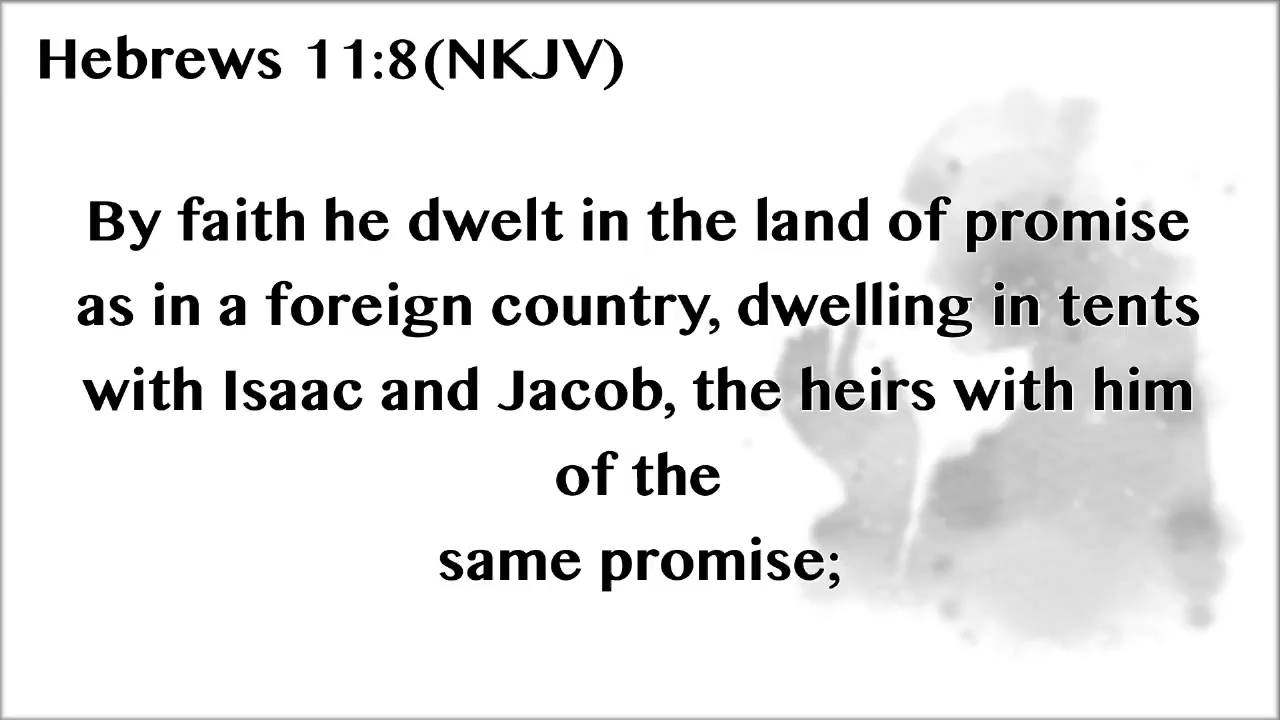 Hebrews 11:8(NKJV)
By faith he dwelt in the land of promise
as in a foreign country, dwelling in tents
with Isaac and Jacob, the heirs with him
of the
same promise;